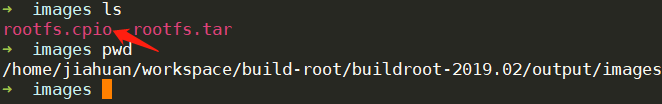 ➜ images ls
rootfs.cpio rootfs.tar
➜ images pwd
/home/jiahuan/workspace/build-root/buildroot-2019.02/output/images
➜ images